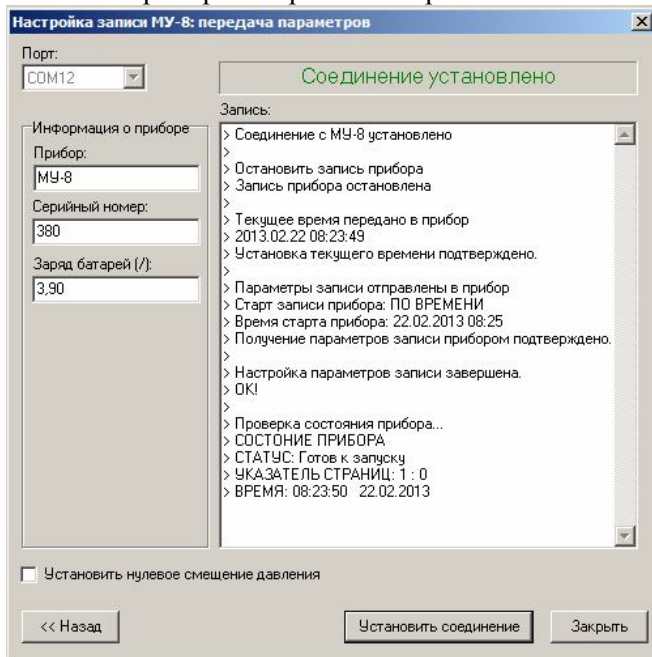 Настройка записи МУ-8: передача параметров
Порт:
COM12
Соединение установлено
Запись:
Информация о приборе
Прибор:
МУ-8
Серийный номер:
380
Заряд батарей (/):
3,90
> Соединение с МУ-8 установлено
>
> Остановить запись прибора
> Запись прибора остановлена
>
> Текущее время передано в прибор
> 2013.02.22 08:23:49
> Установка текущего времени подтверждено.
>
> Параметры записи отправлены в прибор
> Старт записи прибора: ПО ВРЕМЕНИ
> Время старта прибора: 22.02.2013 08:25
> Получение параметров записи прибором подтверждено.
>
> Настройка параметров записи завершена.
> ОК!
>
> Проверка состояния прибора...
> СОСТОНИЕ ПРИБОРА
> СТАТУС: Готов к запуску
> УКАЗАТЕЛЬ СТРАНИЦ: 1 : 0
> ВРЕМЯ: 08:23:50 22.02.2013
Установить нулевое смещение давления
<< Назад
Установить соединение
Закрыть